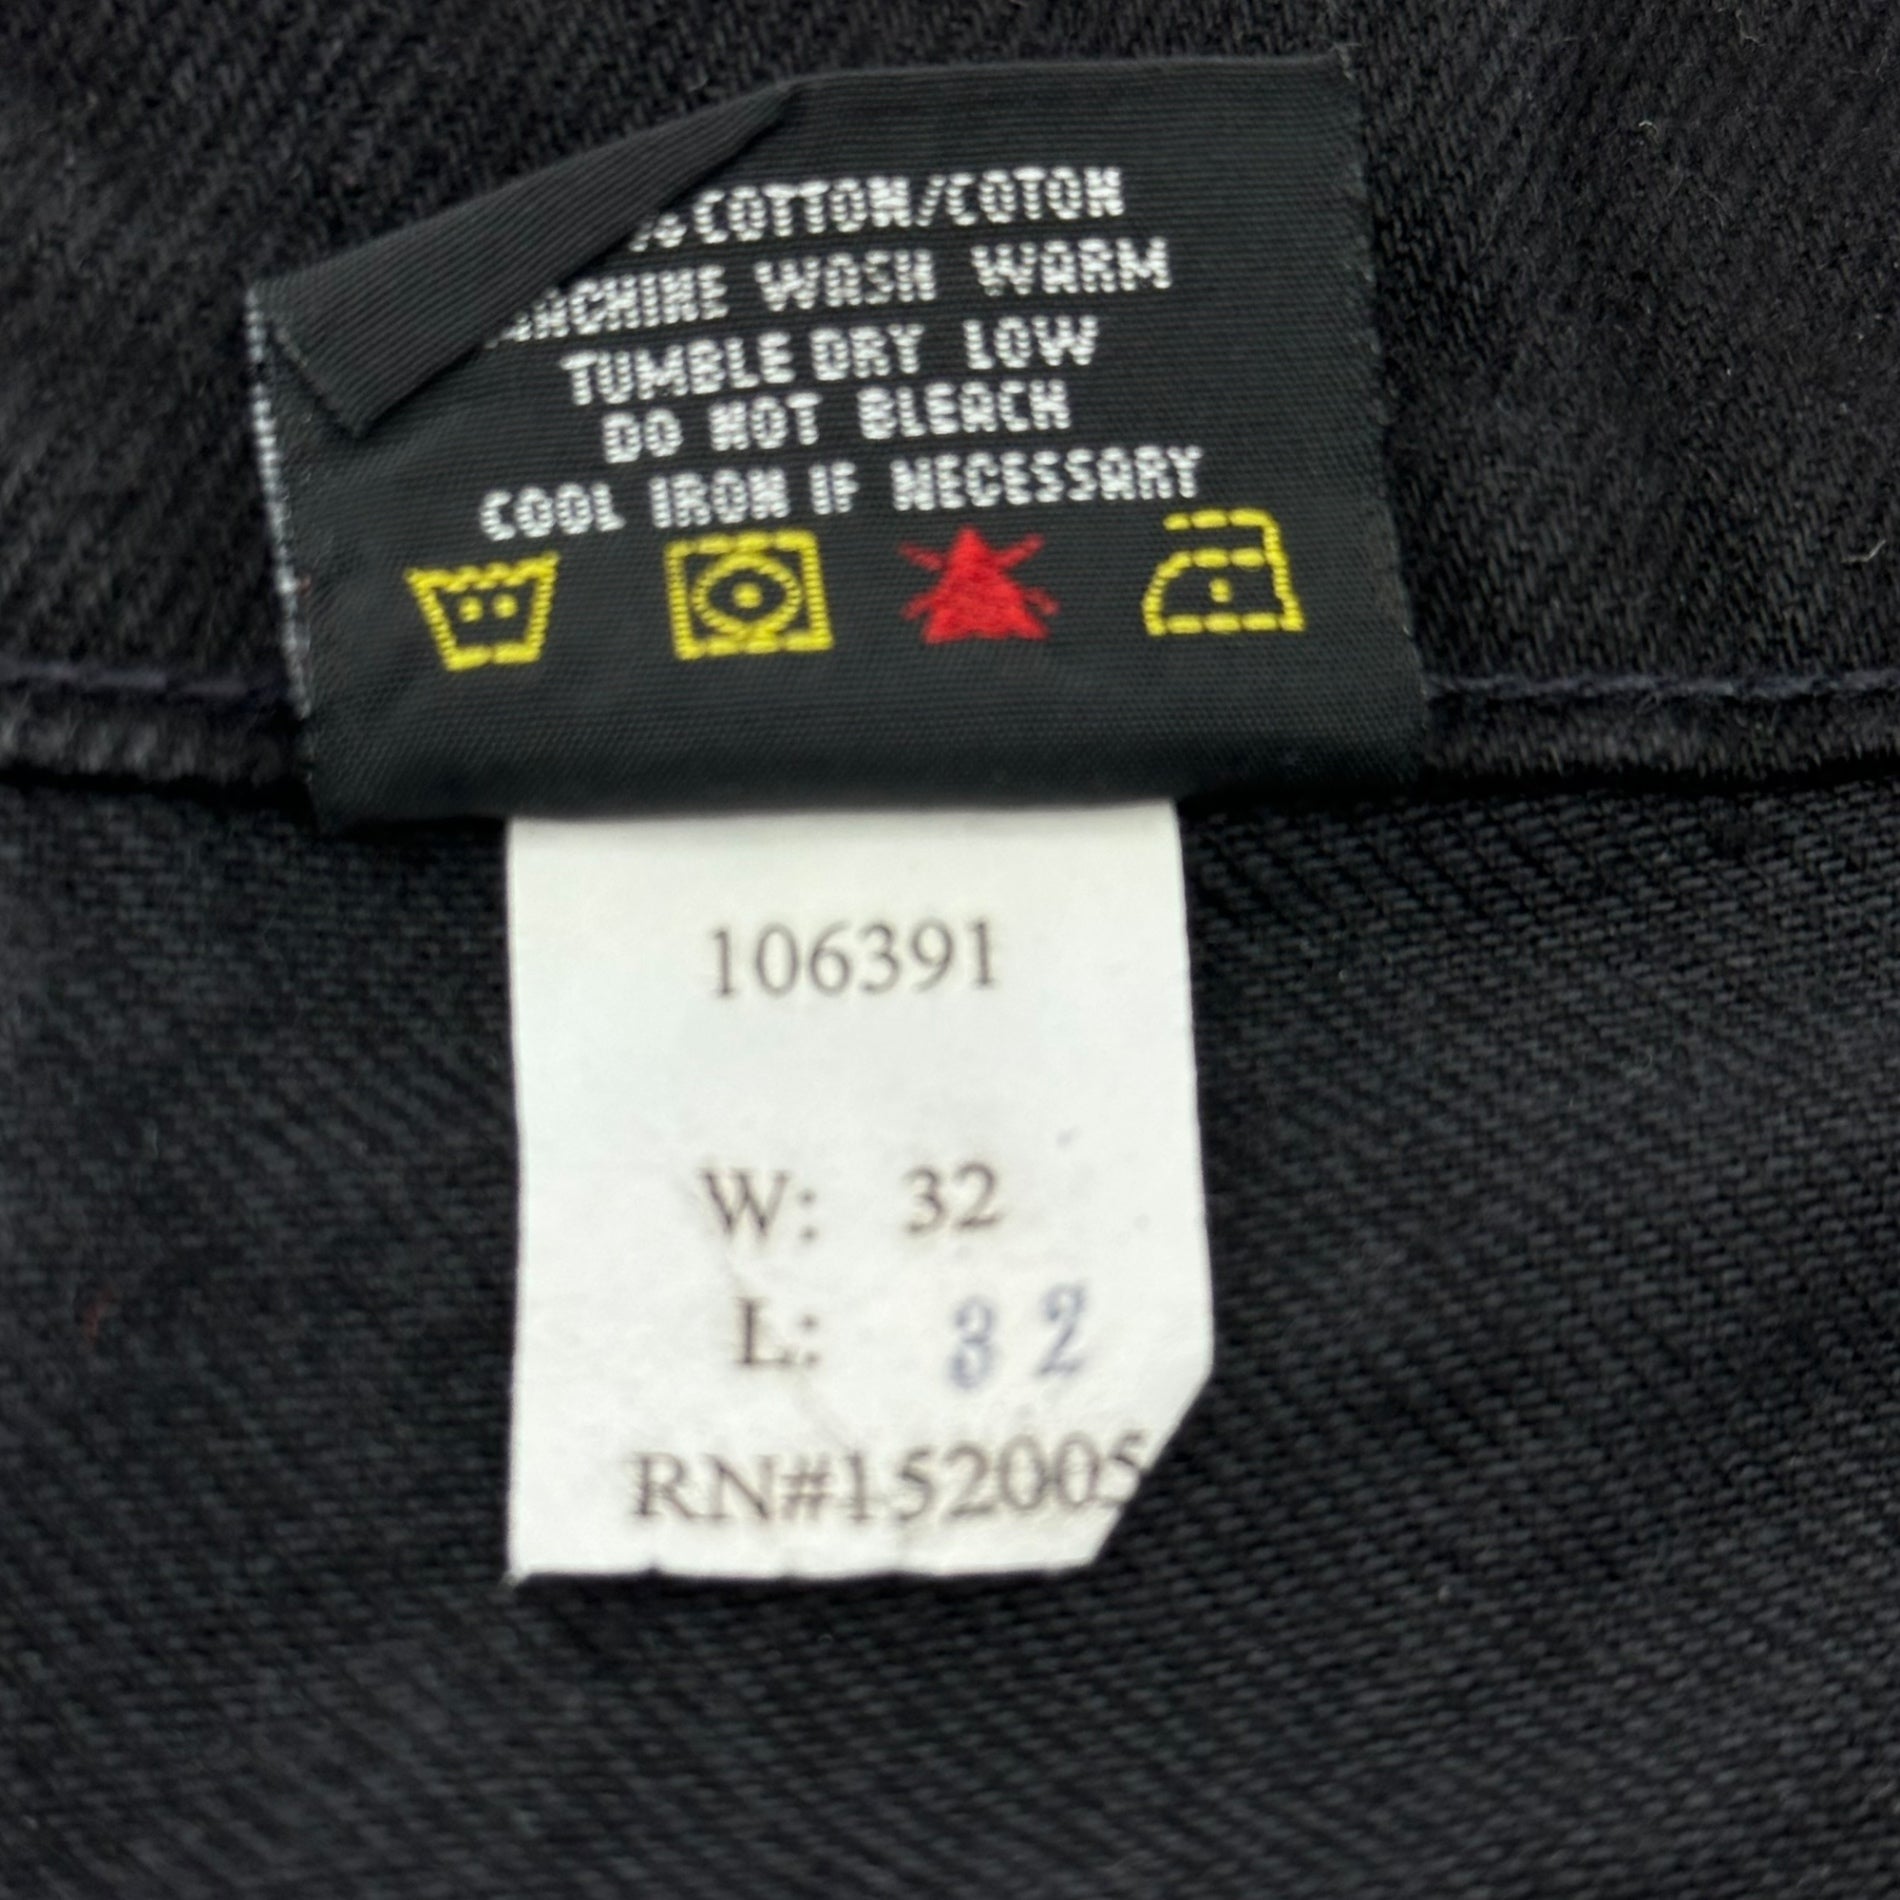 % COTTON/COTON
MACHINE WASH WARM
TUMBLE DRY LOW
DO NOT BLEACH
COOL IRON IF NECESSARY
106391
W: 32
L: 32
RN#152005